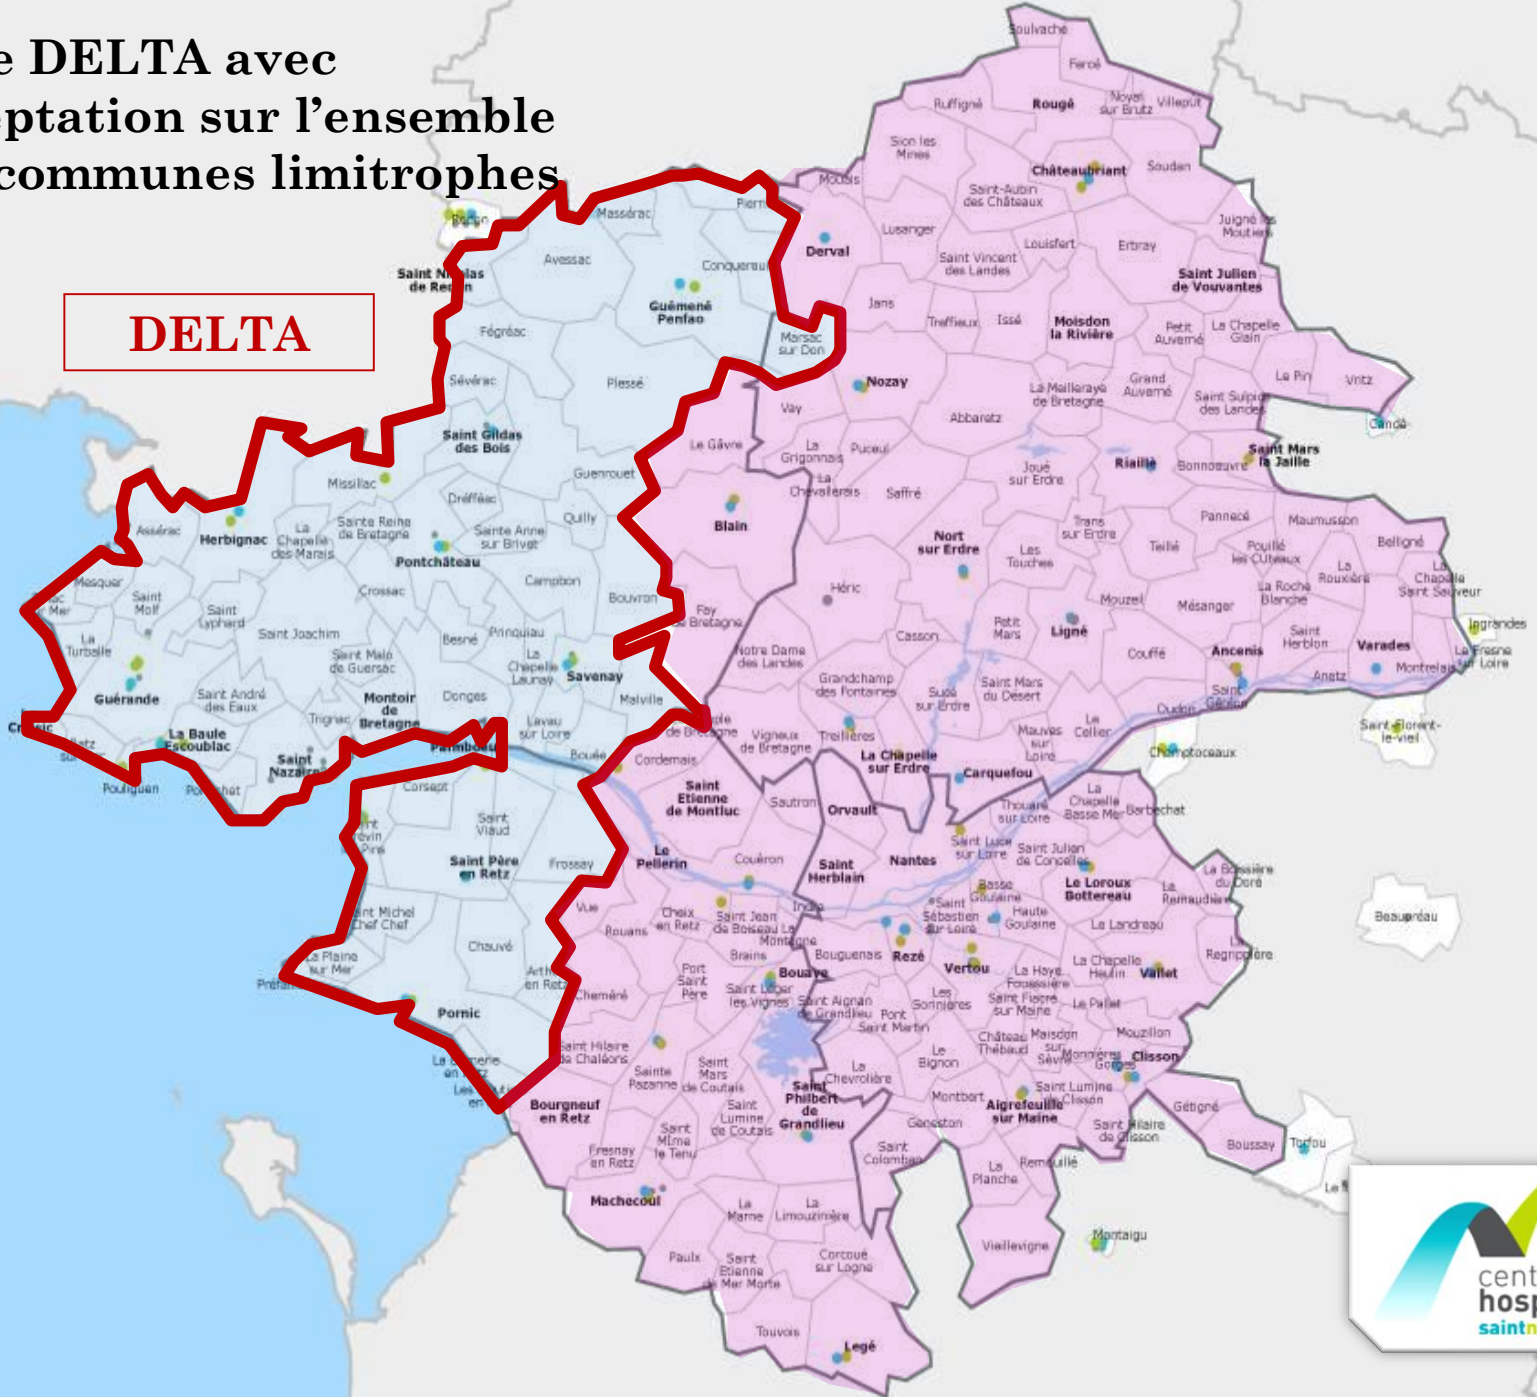 e DELTA avec
eptation sur l’ensemble
communes limitrophes
DELTA
Soulvache
Fercé
Ruffigné
Rougé
Noyal
sur Brutz
Villepot
Sion les
Mines
Châteaubriant
Soudan
Mouais
Saint-Aubin
des Châteaux
Massérac
Pierr
Redon
Lusanger
Louisfert
Erbray
Juigné les
Moutiers
Derval
Avessac
Conquereuil
Saint Vincent
des Landes
Saint Julien
de Vouvantes
Saint Nicolas
de Redon
Guémené
Penfao
Jans
Treffieux
Issé
Moisdon
la Rivière
Petit
Auverné
La Chapelle
Glain
Fégréac
Marsac
sur Don
Sévérac
Plessé
Nozay
La Meilleraye
de Bretagne
Grand
Auverné
Le Pin
Vritz
Saint Sulpice
des Landes
Vay
Abbaretz
Candé
Saint Gildas
des Bois
Le Gâvre
La
Grigonnais
Puceul
Saint Mars
la Jaille
Riaillé
Bonnoeuvre
Joué
sur Erdre
Guenrouet
Missillac
La
Chevallerais
Saffré
Dréfféac
Blain
Quilly
Assérac
Herbignac
La
Chapelle
des Marais
Sainte Reine
de Bretagne
Sainte Anne
sur Brivet
Pontchâteau
Nort
sur Erdre
Les
Touches
Trans
sur Erdre
Teillé
Pannecé
Maumusson
Pouillé
les Côteaux
Belligné
La
Rouxière
La
Chapelle
Saint Sauveur
Mesquer
Crossac
Campbon
Bouvron
Héric
La Roche
Blanche
Mouzeil
Mésanger
Saint
Molf
Saint
Lyphard
Saint Joachim
Fay
de Bretagne
Besné
Prinquiau
Casson
Petit
Mars
Ligné
Saint
Herblon
Ingrandes
La
Turballe
Saint Malo
de Guersac
La
Chapelle
Launay
Savenay
Notre Dame
des Landes
Couffé
Ancenis
Varades
Le Fresne
sur Loire
Montrelais
Anetz
Guérande
Saint André
des Eaux
Montoir
de
Bretagne
Donges
Malville
Grandchamp
des Fontaines
Sucé
sur Erdre
Saint Mars
du Désert
Saint
Géréon
Oudon
Trignac
Lavau
sur Loire
Vigneux
de Bretagne
Treillières
Mauves
sur
Loire
Le
Cellier
Saint-Florent-
le-vieil
La Baule
Escoublac
Saint
Nazaire
Paimboeuf
Bouée
Cordemais
La Chapelle
sur Erdre
Carquefou
Champtoceaux
Pouliguen
Corsept
Saint
Etienne
de Montluc
Sautron
Orvault
Thouaré
sur Loire
La
Chapelle
Basse Mer
Barbechat
Saint
Viaud
Saint Père
en Retz
Frossay
Le
Pellerin
Couëron
Saint
Herblain
Nantes
Saint Luce
sur Loire
Saint Julien
de Concelles
Le Loroux
Bottereau
La Boissière
du Doré
La
Remaudière
Basse
Goulaine
Haute
Goulaine
Vue
Rouans
Cheix
en Retz
Saint Jean
de Boiseau
La
Montagne
Indre
Saint
Sébastien
sur Loire
Le Landreau
Beaupréau
Chauvé
Brains
Bouguenais
Rezé
Vertou
La Haye
Fouassière
La Chapelle
Heulin
Vallet
La
Regrippière
La Plaine
sur Mer
Port
Saint
Père
Bouaye
Saint Léger
les Vignes
Saint Aignan
de Grandlieu
Pont
Saint Martin
Les
Sorinières
Saint Fiacre
sur Maine
Le Pallet
Chéméré
Pornic
Saint Hilaire
de Chaléons
Sainte
Pazanne
Saint
Mars
de Coutais
Château
Thébaud
Maisdon
sur
Sèvre
Monnières
Mouzillon
Gorges
Clisson
Le
Bignon
La
Chevrolière
Bourgneuf
en Retz
Saint
Lumine
de Coutais
Saint
Philbert
de
Grandlieu
Montbert
Aigrefeuille
sur Maine
Saint Lumine
de Clisson
Gétigné
Geneston
Saint Hilaire
de Clisson
Boussay
Torfou
Fresnay
en Retz
Saint
Même
le Tenu
Saint
Colomban
La
Planche
Remouillé
Machecoul
La
Marne
La
Limouzinière
Vieillevigne
Montaigu
Paulx
Saint
Etienne
de Mer Morte
Corcoué
sur Logne
Touvois
Legé
cent
hosp
saintn